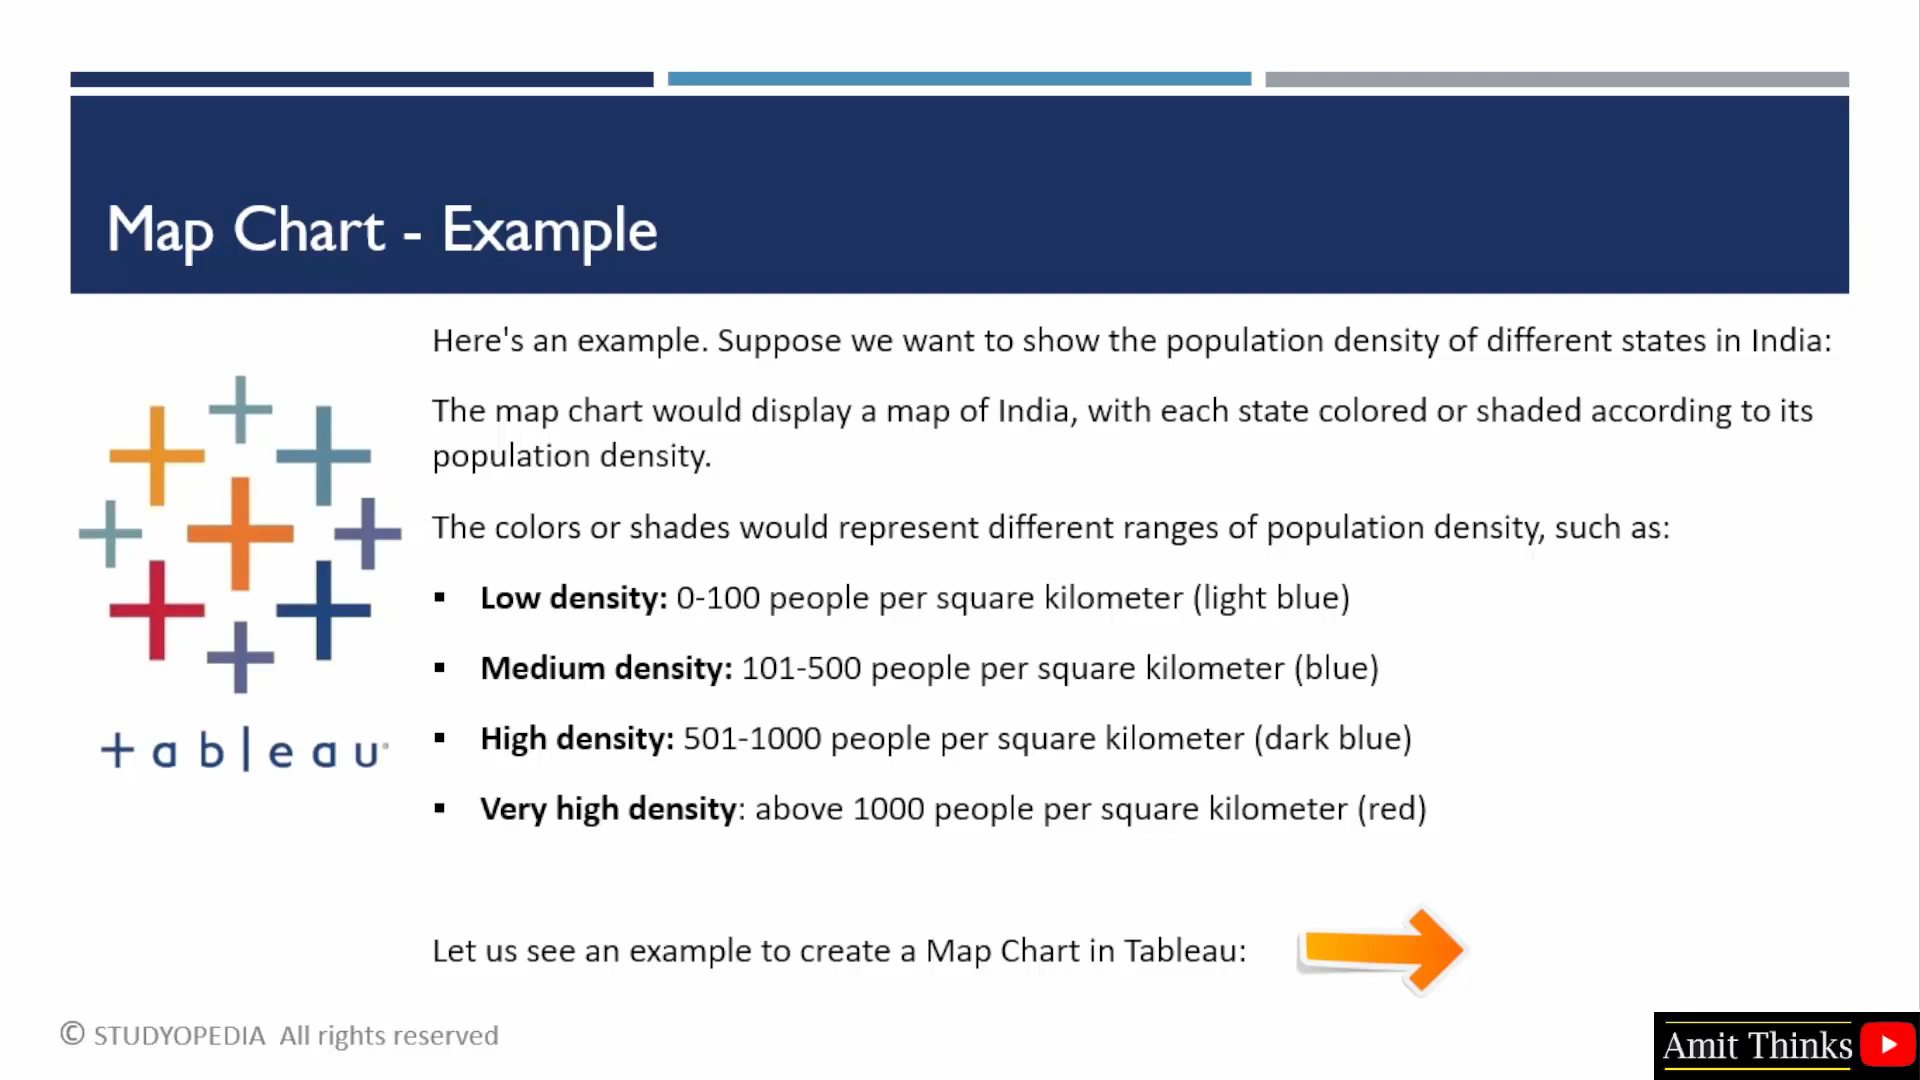 Map Chart - Example
Here's an example. Suppose we want to show the population density of different states in India:
The map chart would display a map of India, with each state colored or shaded according to its
population density.
The colors or shades would represent different ranges of population density, such as:
▪ Low density: 0-100 people per square kilometer (light blue)
▪ Medium density: 101-500 people per square kilometer (blue)
▪ High density: 501-1000 people per square kilometer (dark blue)
▪ Very high density: above 1000 people per square kilometer (red)
+ableau®
Let us see an example to create a Map Chart in Tableau:
© STUDYOPEDIA All rights reserved
Amit Thinks